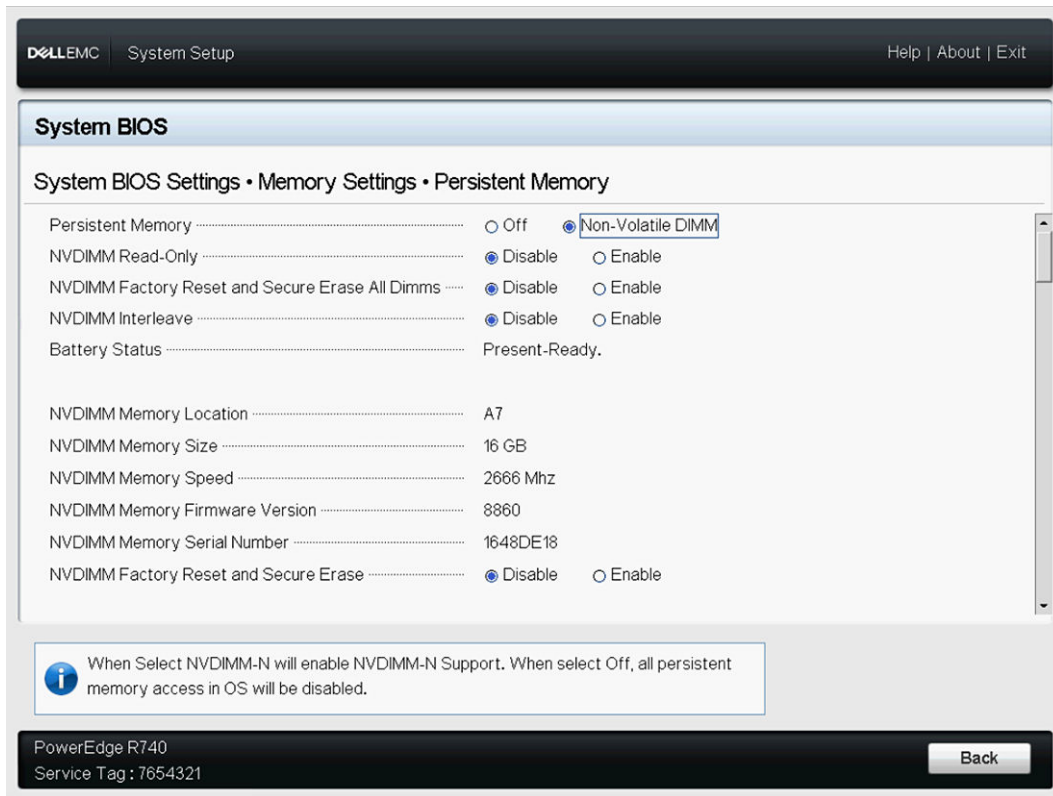 DELLEMC System Setup Help | About | Exit
System BIOS
System BIOS Settings • Memory Settings • Persistent Memory
Persistent Memory Off Non-Volatile DIMM
NVDIMM Read-Only Disable Enable
NVDIMM Factory Reset and Secure Erase All Dimms Disable Enable
NVDIMM Interleave Disable Enable
Battery Status Present-Ready.
NVDIMM Memory Location A7
NVDIMM Memory Size 16 GB
NVDIMM Memory Speed 2666 Mhz
NVDIMM Memory Firmware Version 8860
NVDIMM Memory Serial Number 1648DE18
NVDIMM Factory Reset and Secure Erase Disable Enable
When Select NVDIMM-N will enable NVDIMM-N Support. When select Off, all persistent
memory access in OS will be disabled.
PowerEdge R740
Service Tag : 7654321
Back